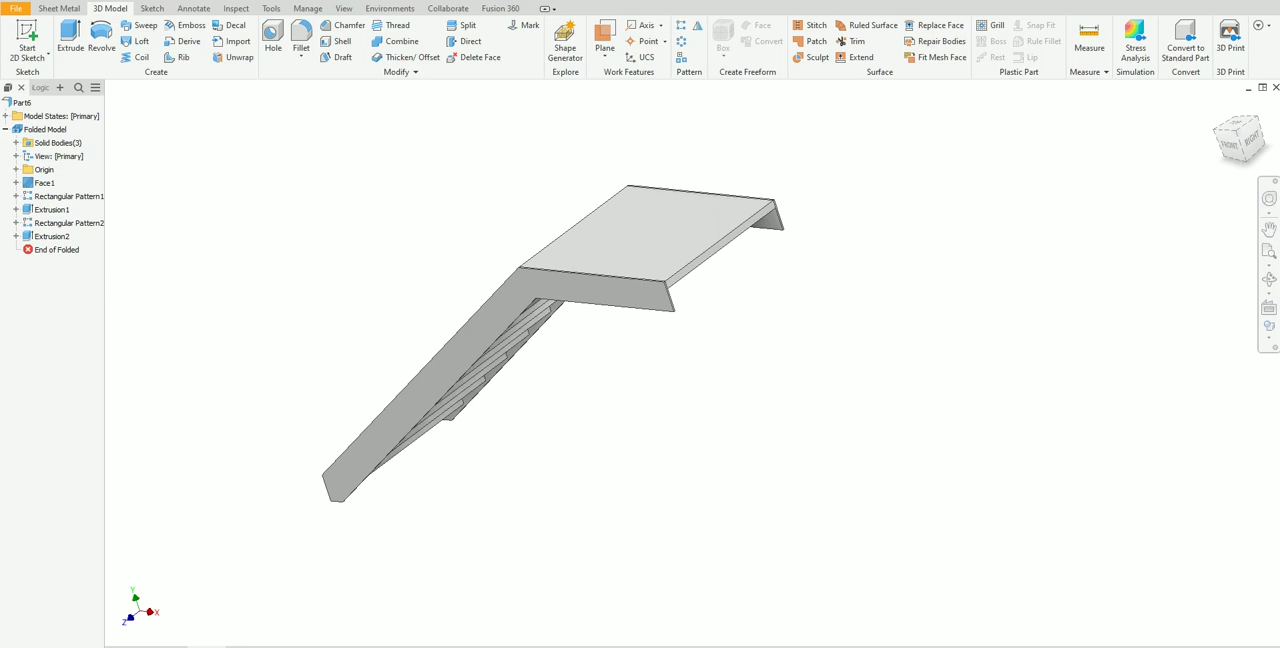 File Sheet Metal 3D Model Sketch Annotate Inspect Tools Manage View Environments Collaborate Fusion 360
Start
2D Sketch
Sketch
Extrude Revolve
Sweep Emboss Decal
Loft Derive Import
Coil Rib Unwrap
Create
Hole Fillet
Chamfer Thread Split Mark
Shell Combine Direct
Draft Thicken/ Offset Delete Face
Modify
Shape
Generator
Explore
Plane
Axis
Point
UCS
Work Features
Pattern
Box
Face
Convert
Create Freeform
Stitch Ruled Surface Replace Face
Patch Trim Repair Bodies
Sculpt Extend Fit Mesh Face
Surface
Grill Snap Fit
Boss Rule Fillet
Rest Lip
Plastic Part
Measure
Measure
Stress
Analysis
Simulation
Convert to
Standard Part
Convert
3D Print
3D Print
Logic
Part6
Model States: [Primary]
Folded Model
Solid Bodies(3)
View: [Primary]
Origin
Face1
Rectangular Pattern1
Extrusion1
Rectangular Pattern2
Extrusion2
End of Folded
FRONT RIGHT
Y
X
Z